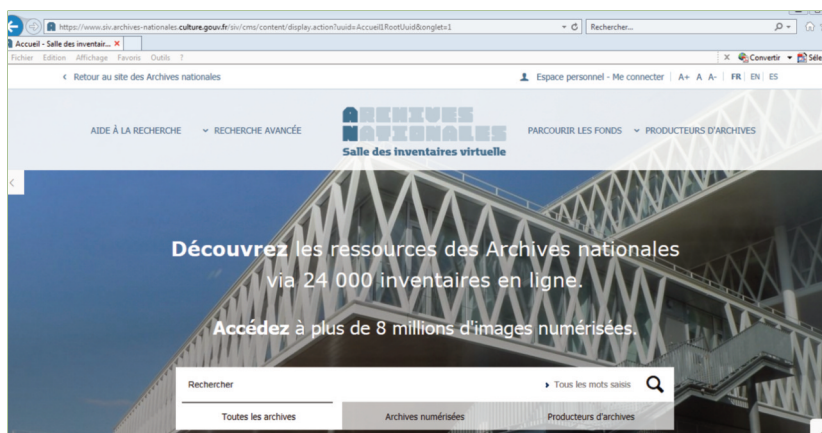 https://www.siv.archives-nationales.culture.gouv.fr/siv/cms/content/display.action?uuid=Accueil1RootUuid&onglet=1
Rechercher...
Accueil - Salle des inventair...
Fichier Edition Affichage Favoris Outils ?
Convertir
Retour au site des Archives nationales
Espace personnel - Me connecter A+ A A- FR EN ES
AIDE À LA RECHERCHE
RECHERCHE AVANCÉE
ARCHIVES
NATIONALES
Salle des inventaires virtuelle
PARCOURIR LES FONDS
PRODUCTEURS D'ARCHIVES
Découvrez les ressources des Archives nationales
via 24 000 inventaires en ligne.
Accédez à plus de 8 millions d'images numérisées.
Rechercher
Tous les mots saisis
Toutes les archives
Archives numérisées
Producteurs d'archives